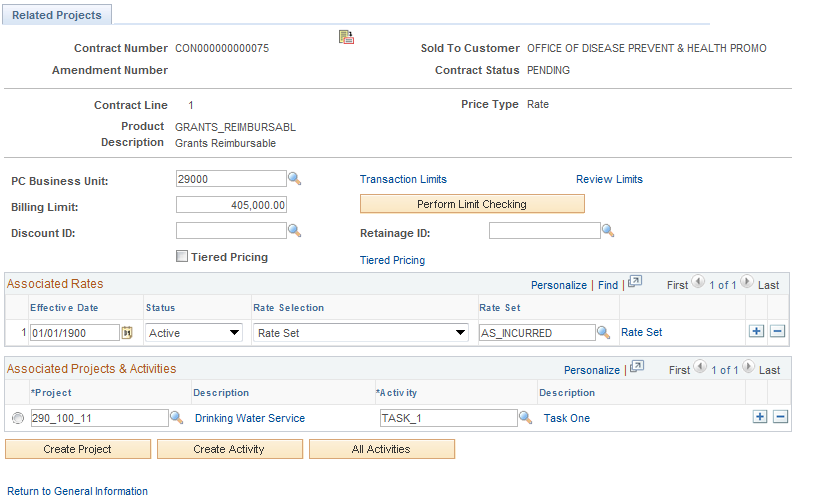 Related Projects
Contract Number CON000000000075 Sold To Customer OFFICE OF DISEASE PREVENT & HEALTH PROMO
Amendment Number Contract Status PENDING
Contract Line 1 Price Type Rate
Product GRANTS_REIMBURSABL
Description Grants Reimbursable
PC Business Unit: 29000 Transaction Limits Review Limits
Billing Limit: 405,000.00 Perform Limit Checking
Discount ID: Retainage ID:
Tiered Pricing Tiered Pricing
Associated Rates Personalize | Find | First 1 of 1 Last
Effective Date Status Rate Selection Rate Set
1 01/01/1900 Active Rate Set AS_INCURRED Rate Set
Associated Projects & Activities Personalize | First 1 of 1 Last
*Project Description *Activity Description
290_100_11 Drinking Water Service TASK_1 Task One
Create Project Create Activity All Activities
Return to General Information